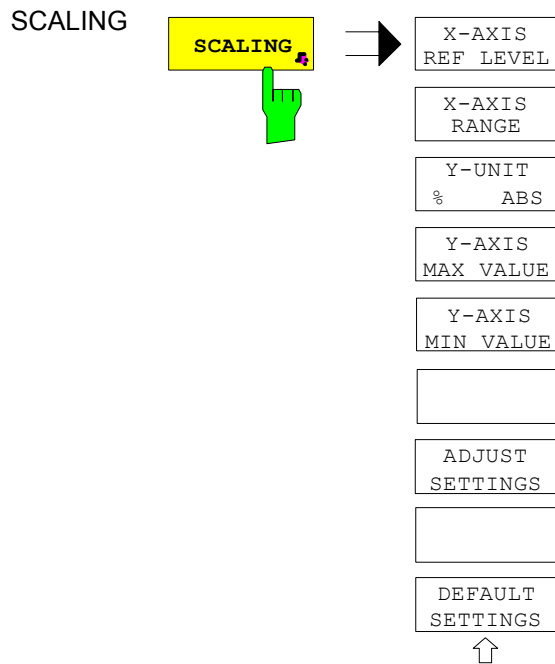 SCALING
SCALING
X-AXIS
REF LEVEL
X-AXIS
RANGE
Y-UNIT
% ABS
Y-AXIS
MAX VALUE
Y-AXIS
MIN VALUE
ADJUST
SETTINGS
DEFAULT
SETTINGS